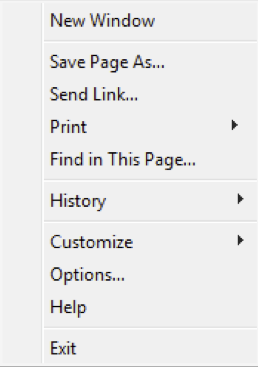 New Window
Save Page As...
Send Link...
Print
Find in This Page...
History
Customize
Options...
Help
Exit